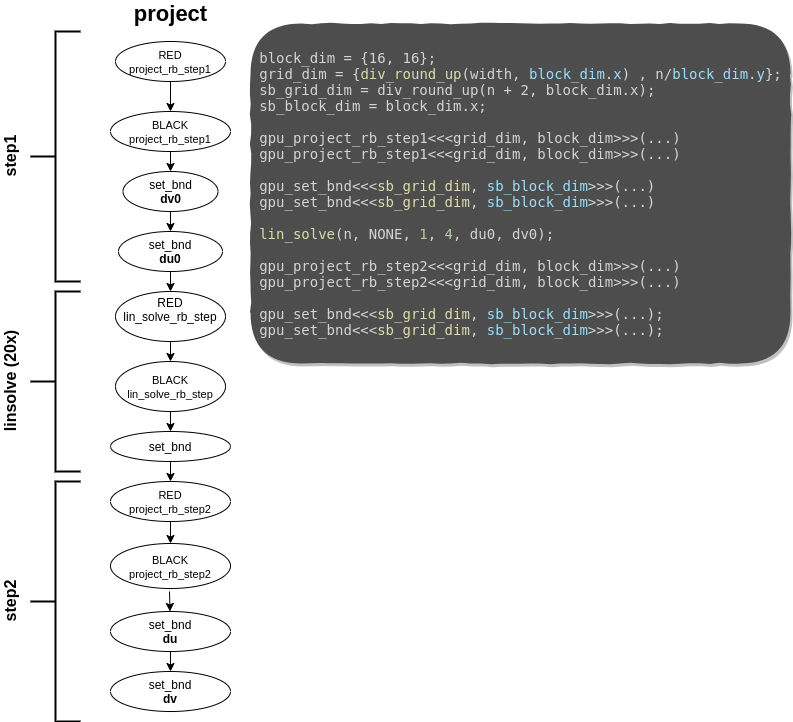 project
step1
RED
project_rb_step1
BLACK
project_rb_step1
set_bnd
dv0
set_bnd
du0
linsolve (20x)
RED
lin_solve_rb_step
BLACK
lin_solve_rb_step
set_bnd
step2
RED
project_rb_step2
BLACK
project_rb_step2
set_bnd
du
set_bnd
dv
block_dim = {16, 16};
grid_dim = {div_round_up(width, block_dim.x) , n/block_dim.y};
sb_grid_dim = div_round_up(n + 2, block_dim.x);
sb_block_dim = block_dim.x;
gpu_project_rb_step1<<<grid_dim, block_dim>>>(...)
gpu_project_rb_step1<<<grid_dim, block_dim>>>(...)
gpu_set_bnd<<<sb_grid_dim, sb_block_dim>>>(...)
gpu_set_bnd<<<sb_grid_dim, sb_block_dim>>>(...)
lin_solve(n, NONE, 1, 4, du0, dv0);
gpu_project_rb_step2<<<grid_dim, block_dim>>>(...)
gpu_project_rb_step2<<<grid_dim, block_dim>>>(...)
gpu_set_bnd<<<sb_grid_dim, sb_block_dim>>>(...);
gpu_set_bnd<<<sb_grid_dim, sb_block_dim>>>(...);